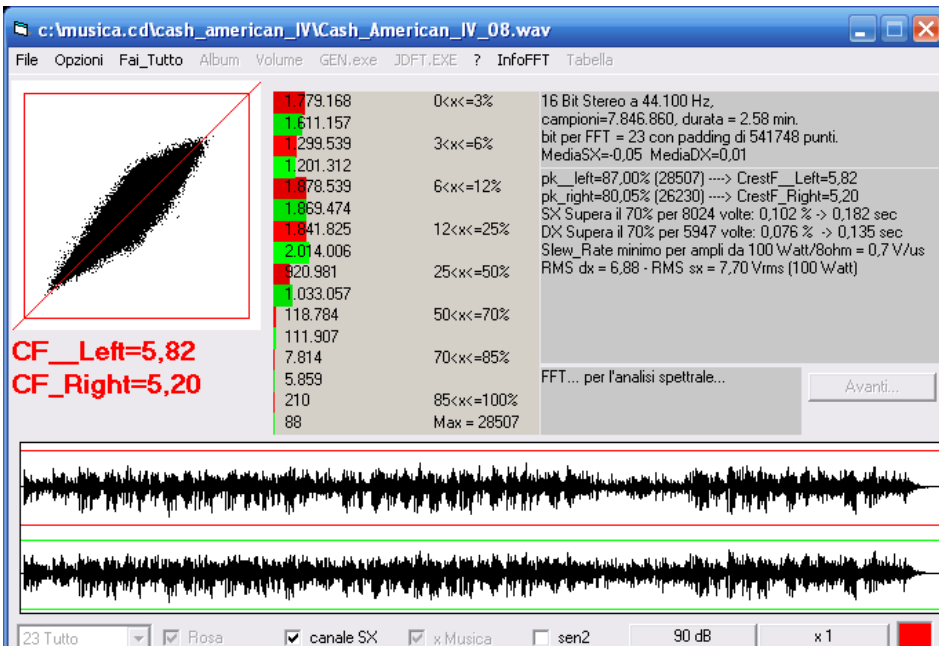 c:\musica.cd\cash_american_IV\Cash_American_IV_08.wav
File Opzioni Fai_Tutto Album Volume GEN.exe JDFT.EXE ? InfoFFT Tabella
1.779.168 0<x<=3%
1.611.157
1.299.539 3<x<=6%
1.201.312
1.878.539 6<x<=12%
1.869.474
1.841.825 12<x<=25%
2.014.006
920.981 25<x<=50%
1.033.057
118.784 50<x<=70%
111.907
7.814 70<x<=85%
5.859
210 85<x<=100%
88 Max = 28507
16 Bit Stereo a 44.100 Hz,
campioni=7.846.860, durata = 2.58 min.
bit per FFT = 23 con padding di 541748 punti.
MediaSX=-0,05 MediaDX=0,01
pk__left=87,00% (28507) ----> CrestF__Left=5,82
pk_right=80,05% (26230) ----> CrestF_Right=5,20
SX Supera il 70% per 8024 volte: 0,102 % -> 0,182 sec
DX Supera il 70% per 5947 volte: 0,076 % -> 0,135 sec
Slew_Rate minimo per ampli da 100 Watt/8ohm = 0,7 V/us
RMS dx = 6,88 - RMS sx = 7,70 Vrms (100 Watt)
CF__Left=5,82
CF_Right=5,20
FFT... per l'analisi spettrale...
Avanti...
23 Tutto Rosa canale SX x Musica sen2 90 dB x 1